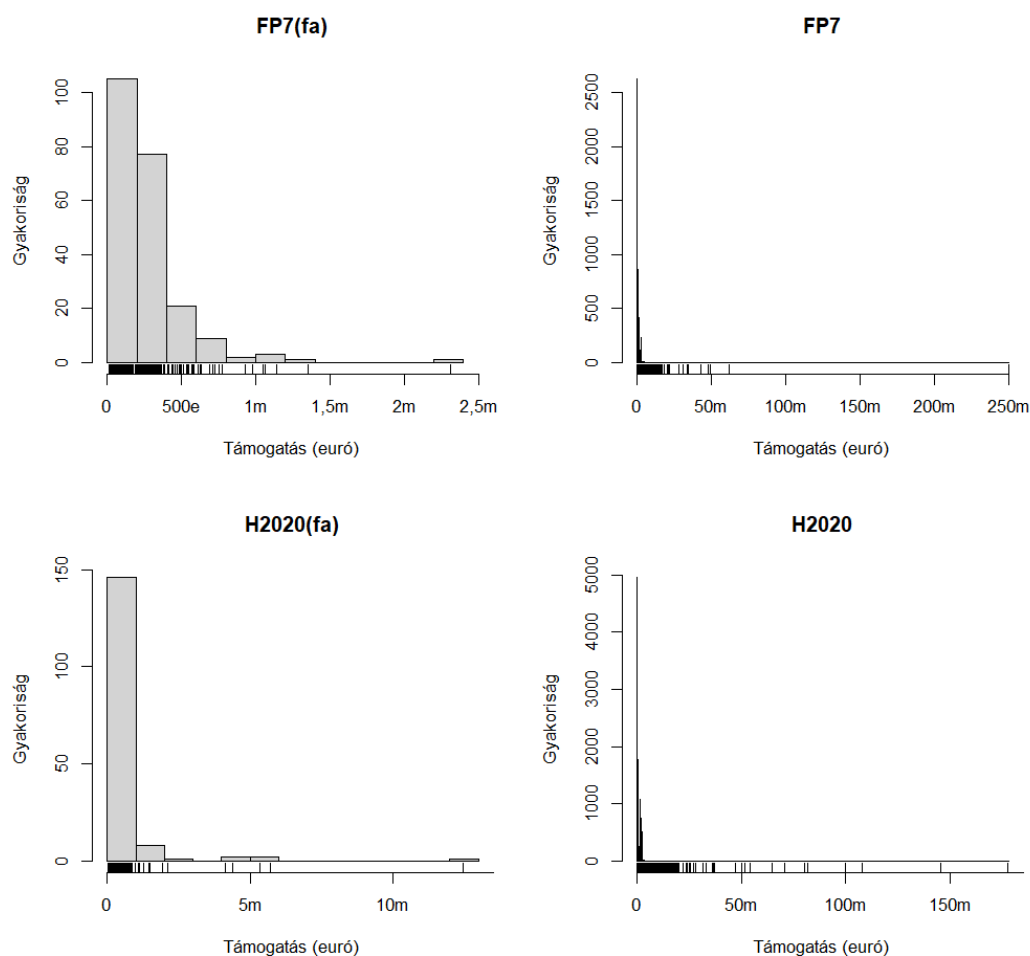 FP7(fa)
Gyakoriság
0 20 40 60 80 100
0 500e 1m 1,5m 2m 2,5m
Támogatás (euró)
FP7
Gyakoriság
0 500 1000 1500 2000 2500
0 50m 100m 150m 200m 250m
Támogatás (euró)
H2020(fa)
Gyakoriság
0 50 100 150
0 5m 10m
Támogatás (euró)
H2020
Gyakoriság
0 1000 2000 3000 4000 5000
0 50m 100m 150m
Támogatás (euró)